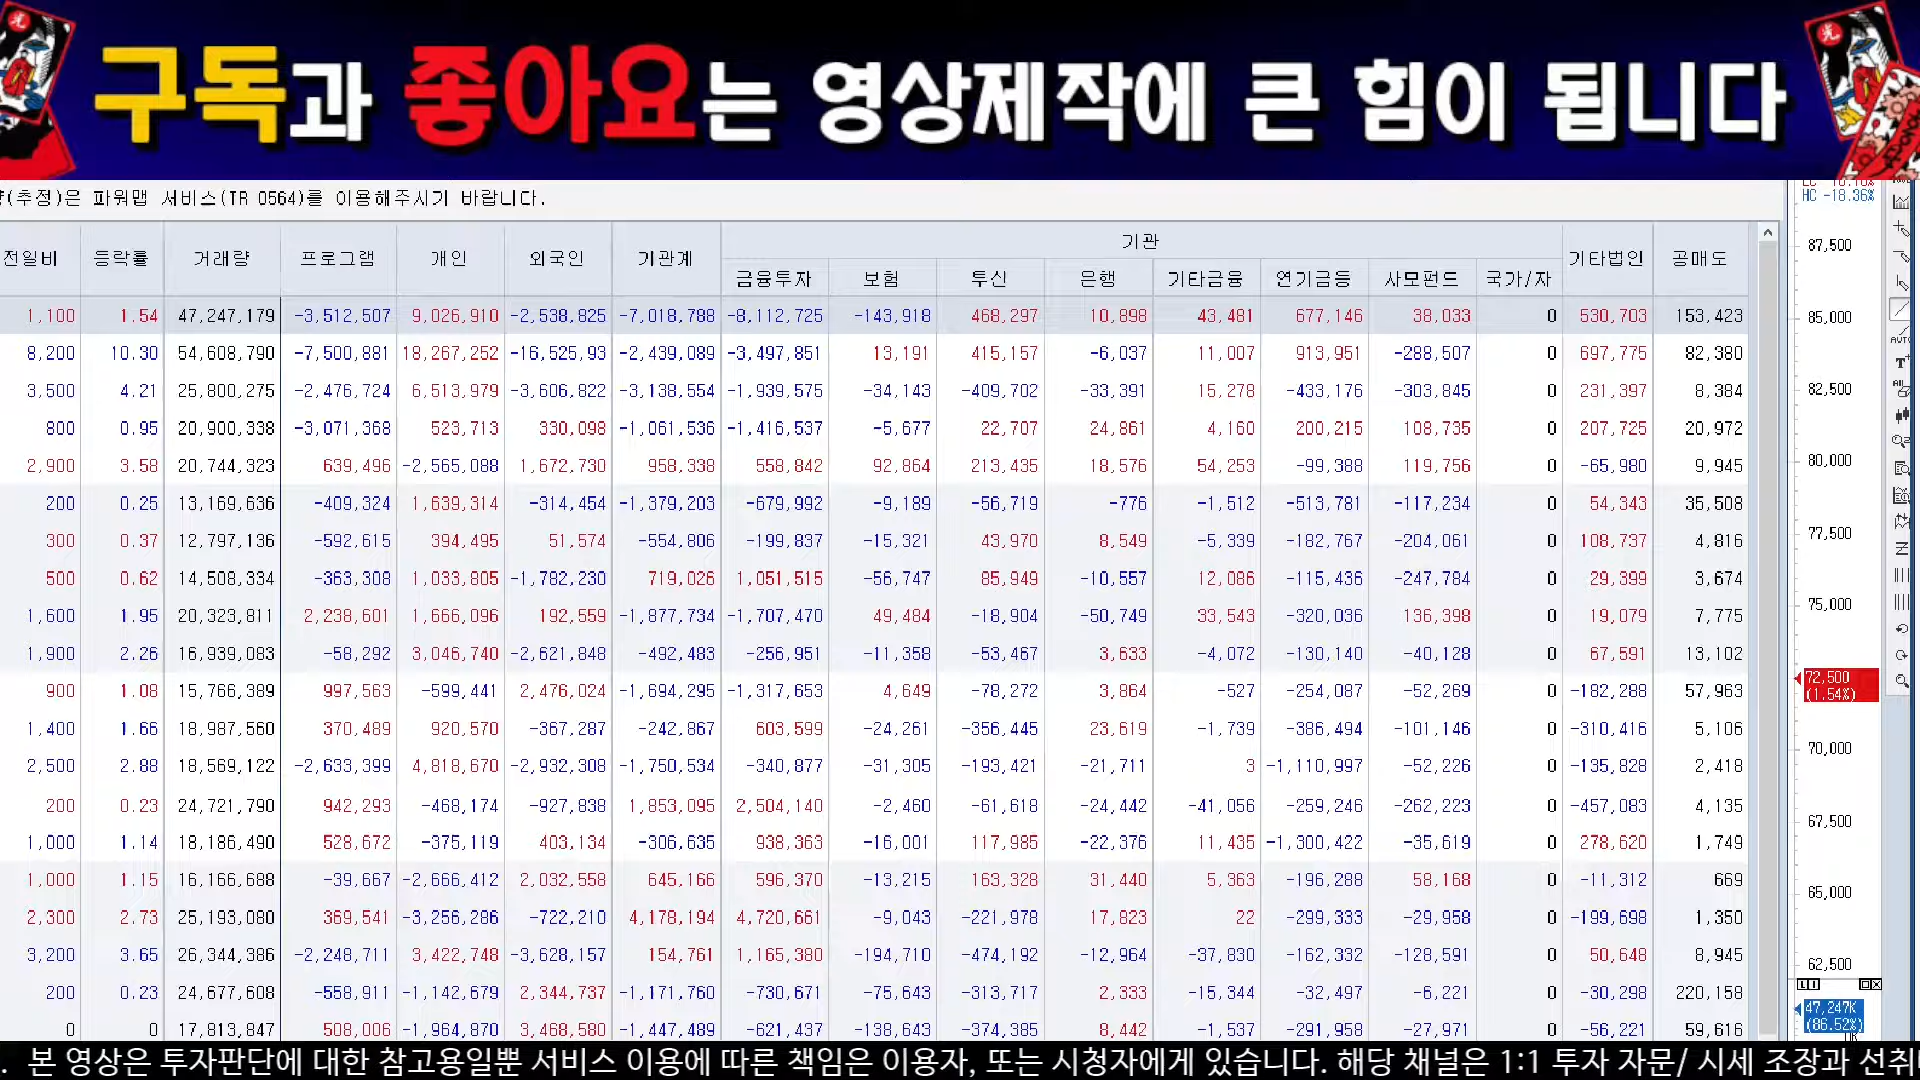 구독과 좋아요는 영상제작에 큰 힘이 됩니다
(추정)은 파워맵 서비스(TR 0564)를 이용해주시기 바랍니다.
HC -18.36%
전일비 등락률 거래량 프로그램 개인 외국인 기관계 기관 기타법인 공매도
금융투자 보험 투신 은행 기타금융 연기금등 사모펀드 국가/자
1,100 1.54 47,247,179 -3,512,507 9,026,910 -2,538,825 -7,018,788 -8,112,725 -143,918 468,297 10,898 43,481 677,146 38,033 0 530,703 153,423
8,200 10.30 54,608,790 -7,500,881 18,267,252 -16,525,93 -2,439,089 -3,497,851 13,191 415,157 -6,037 11,007 913,951 -288,507 0 697,775 82,380
3,500 4.21 25,800,275 -2,476,724 6,513,979 -3,606,822 -3,138,554 -1,939,575 -34,143 -409,702 -33,391 15,278 -433,176 -303,845 0 231,397 8,384
800 0.95 20,900,338 -3,071,368 523,713 330,098 -1,061,536 -1,416,537 -5,677 22,707 24,861 4,160 200,215 108,735 0 207,725 20,972
2,900 3.58 20,744,323 639,496 -2,565,088 1,672,730 958,338 558,842 92,864 213,435 18,576 54,253 -99,388 119,756 0 -65,980 9,945
200 0.25 13,169,636 -409,324 1,639,314 -314,454 -1,379,203 -679,992 -9,189 -56,719 -776 -1,512 -513,781 -117,234 0 54,343 35,508
300 0.37 12,797,136 -592,615 394,495 51,574 -554,806 -199,837 -15,321 43,970 8,549 -5,339 -182,767 -204,061 0 108,737 4,816
500 0.62 14,508,334 -363,308 1,033,805 -1,782,230 719,026 1,051,515 -56,747 85,949 -10,557 12,086 -115,436 -247,784 0 29,399 3,674
1,600 1.95 20,323,811 2,238,601 1,666,096 192,559 -1,877,734 -1,707,470 49,484 -18,904 -50,749 33,543 -320,036 136,398 0 19,079 7,775
1,900 2.26 16,939,083 -58,292 3,046,740 -2,621,848 -492,483 -256,951 -11,358 -53,467 3,633 -4,072 -130,140 -40,128 0 67,591 13,102
900 1.08 15,766,389 997,563 -599,441 2,476,024 -1,694,295 -1,317,653 4,649 -78,272 3,864 -527 -254,087 -52,269 0 -182,288 57,963
1,400 1.66 18,987,560 370,489 920,570 -367,287 -242,867 603,599 -24,261 -356,445 23,619 -1,739 -386,494 -101,146 0 -310,416 5,106
2,500 2.88 18,569,122 -2,633,399 4,818,670 -2,932,308 -1,750,534 -340,877 -31,305 -193,421 -21,711 3 -1,110,997 -52,226 0 -135,828 2,418
200 0.23 24,721,790 942,293 -468,174 -927,838 1,853,095 2,504,140 -2,460 -61,618 -24,442 -41,056 -259,246 -262,223 0 -457,083 4,135
1,000 1.14 18,186,490 528,672 -375,119 403,134 -306,635 938,363 -16,001 117,985 -22,376 11,435 -1,300,422 -35,619 0 278,620 1,749
1,000 1.15 16,166,688 -39,667 -2,666,412 2,032,558 645,166 596,370 -13,215 163,328 31,440 5,363 -196,288 58,168 0 -11,312 669
2,300 2.73 25,193,080 369,541 -3,256,286 -722,210 4,178,194 4,720,661 -9,043 -221,978 17,823 22 -299,333 -29,958 0 -199,698 1,350
3,200 3.65 26,344,386 -2,248,711 3,422,748 -3,628,157 154,761 1,165,380 -194,710 -474,192 -12,964 -37,830 -162,332 -128,591 0 50,648 8,945
200 0.23 24,677,608 -558,911 -1,142,679 2,344,737 -1,171,760 -730,671 -75,643 -313,717 2,333 -15,344 -32,497 -6,221 0 -30,298 220,158
0 0 17,813,847 508,006 -1,964,870 3,468,580 -1,447,489 -621,437 -138,643 -374,385 8,442 -1,537 -291,958 -27,971 0 -56,221 59,616
87,500
85,000
82,500
80,000
77,500
75,000
72,500
(1.54%)
70,000
67,500
65,000
62,500
47,247K
(86.52%)
. 본 영상은 투자판단에 대한 참고용일뿐 서비스 이용에 따른 책임은 이용자, 또는 시청자에게 있습니다. 해당 채널은 1:1 투자 자문/ 시세 조장과 선취